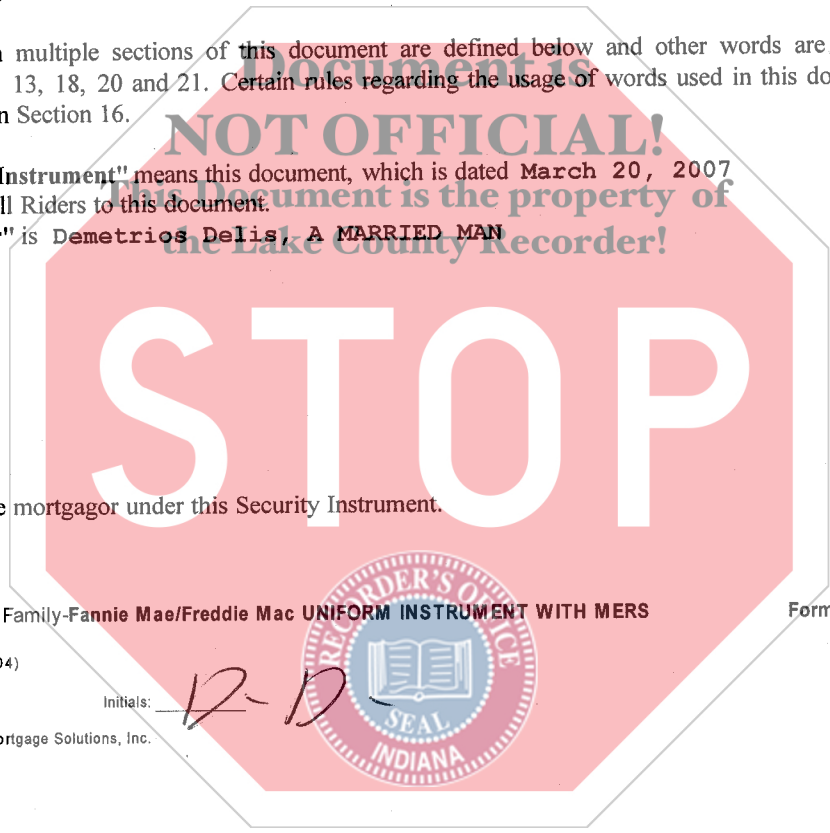 multiple sections of this document are defined below and other words are
13, 18, 20 and 21. Certain rules regarding the usage of words used in this do
n Section 16.
Document is
NOT OFFICIAL!
This Document is the property of
the Lake County Recorder!
Instrument" means this document, which is dated March 20, 2007
ll Riders to this document.
" is Demetrios Delis, A MARRIED MAN
STOP
e mortgagor under this Security Instrument.
Family-Fannie Mae/Freddie Mac UNIFORM INSTRUMENT WITH MERS Form
04)
Initials: D-D-
ortgage Solutions, Inc.
RECORDER'S OFFICE
SEAL
INDIANA